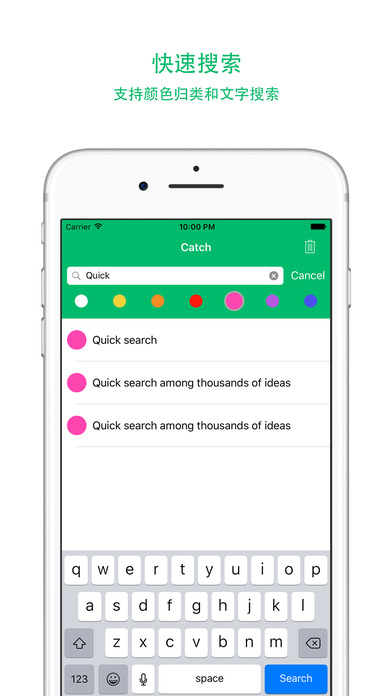 快速搜索
支持颜色归类和文字搜索
Carrier 10:00 PM
Catch
Quick Cancel
Quick search
Quick search among thousands of ideas
Quick search among thousands of ideas
q w e r t y u i o p
a s d f g h j k l
z x c v b n m
123 space Search